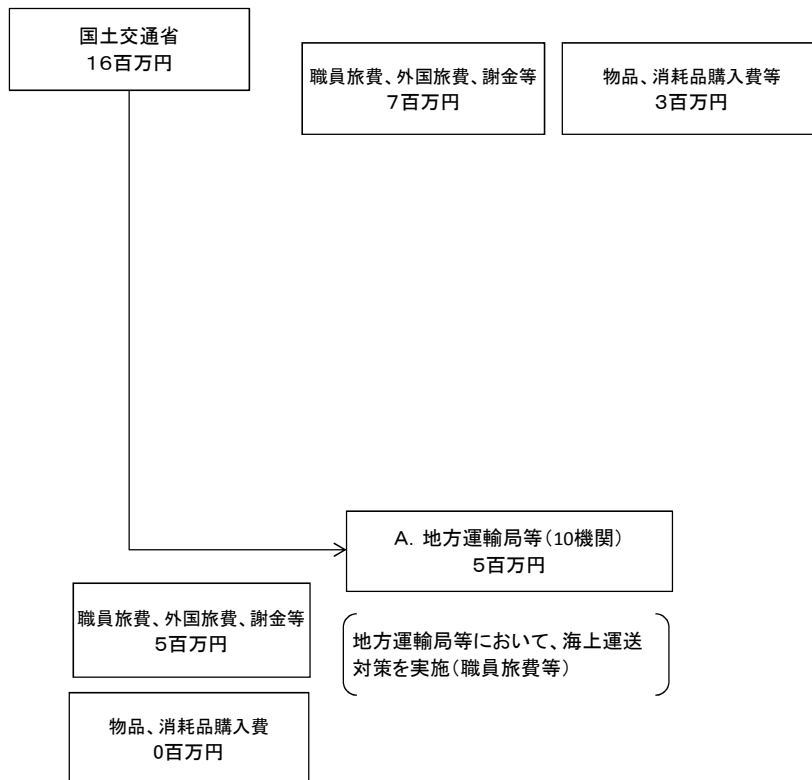 国土交通省
16百万円
職員旅費、外国旅費、謝金等
7百万円
物品、消耗品購入費等
3百万円
A. 地方運輸局等（10機関）
5百万円
職員旅費、外国旅費、謝金等
5百万円
地方運輸局等において、海上運送
対策を実施（職員旅費等）
物品、消耗品購入費
0百万円